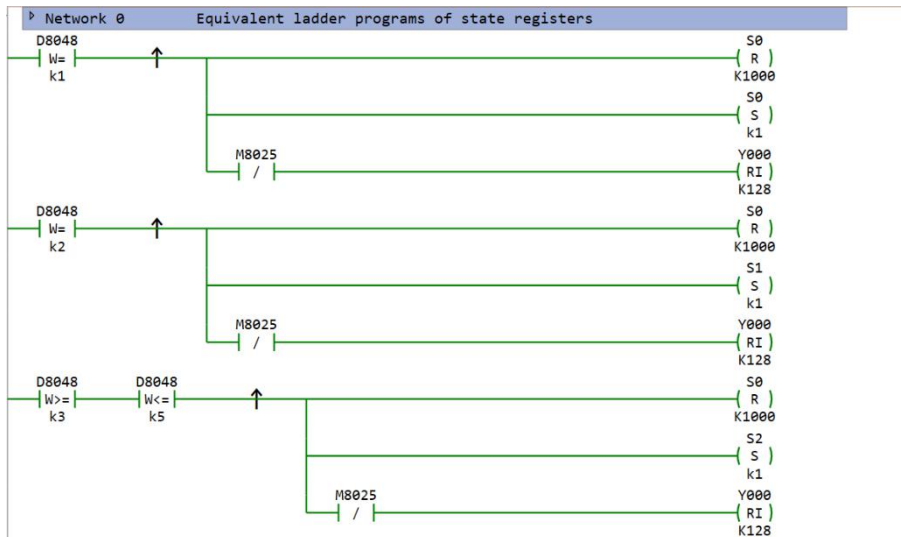 Network 0 Equivalent ladder programs of state registers
D8048 S0
W= R
k1 K1000
S0
S
k1
M8025 Y000
/ RI
K128
D8048 S0
W= R
k2 K1000
S1
S
k1
M8025 Y000
/ RI
K128
D8048 D8048 S0
W>= W<= R
k3 k5 K1000
S2
S
k1
M8025 Y000
/ RI
K128